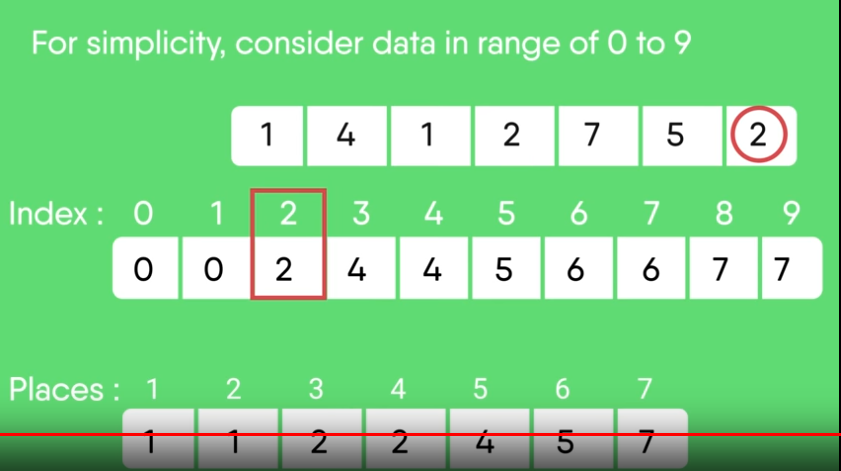 For simplicity, consider data in range of 0 to 9
1 4 1 2 7 5 2
Index : 0 1 2 3 4 5 6 7 8 9
0 0 2 4 4 5 6 6 7 7
Places : 1 2 3 4 5 6 7
1 1 2 2 4 5 7